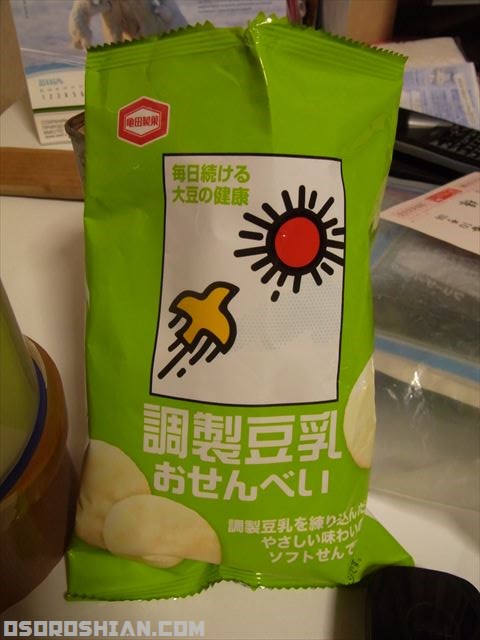 亀田製菓
毎日続ける
大豆の健康
調製豆乳
おせんべい
調製豆乳を練り込んだ
やさしい味わいの
ソフトせんで
OSOROSHIAN.COM